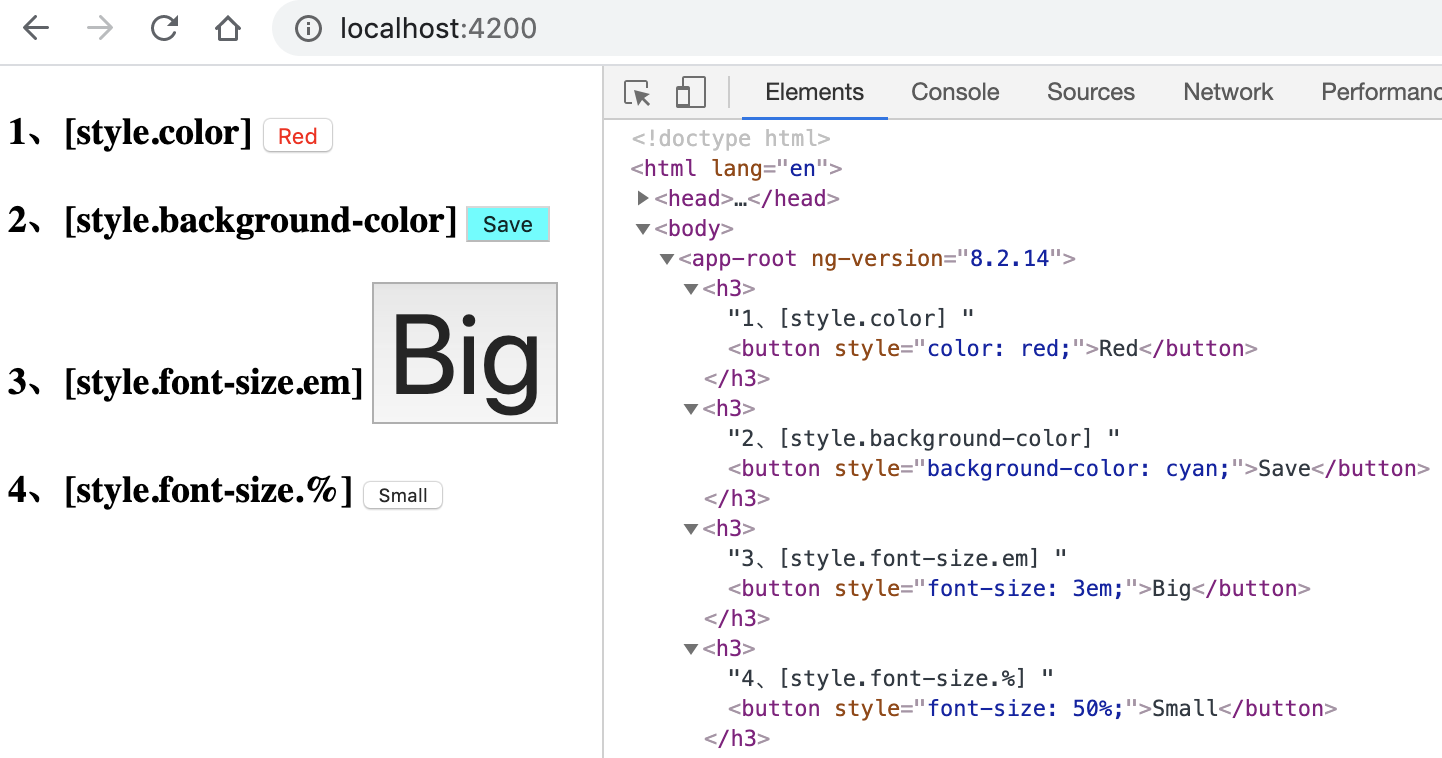 localhost:4200
1、[style.color] Red
2、[style.background-color] Save
3、[style.font-size.em] Big
4、[style.font-size.%] Small
Elements Console Sources Network Performanc
<!doctype html>
<html lang="en">
<head>…</head>
<body>
<app-root ng-version="8.2.14">
<h3>
"1、[style.color] "
<button style="color: red;">Red</button>
</h3>
<h3>
"2、[style.background-color] "
<button style="background-color: cyan;">Save</button>
</h3>
<h3>
"3、[style.font-size.em] "
<button style="font-size: 3em;">Big</button>
</h3>
<h3>
"4、[style.font-size.%] "
<button style="font-size: 50%;">Small</button>
</h3>